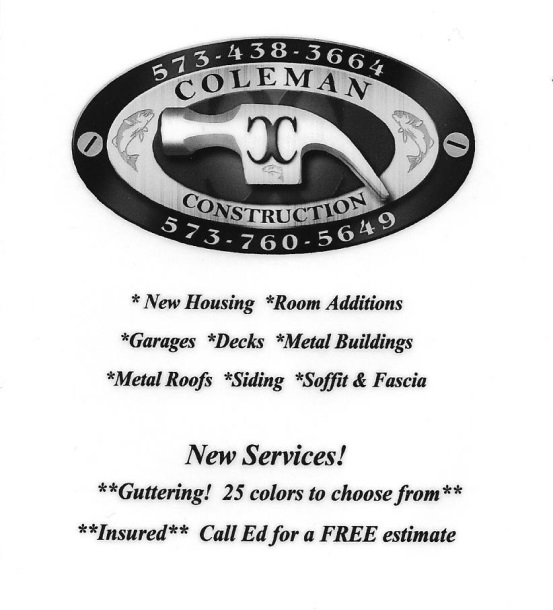 573-438-3664
COLEMAN
CONSTRUCTION
573-760-5649
* New Housing *Room Additions
*Garages *Decks *Metal Buildings
*Metal Roofs *Siding *Soffit & Fascia
New Services!
**Guttering! 25 colors to choose from**
**Insured** Call Ed for a FREE estimate